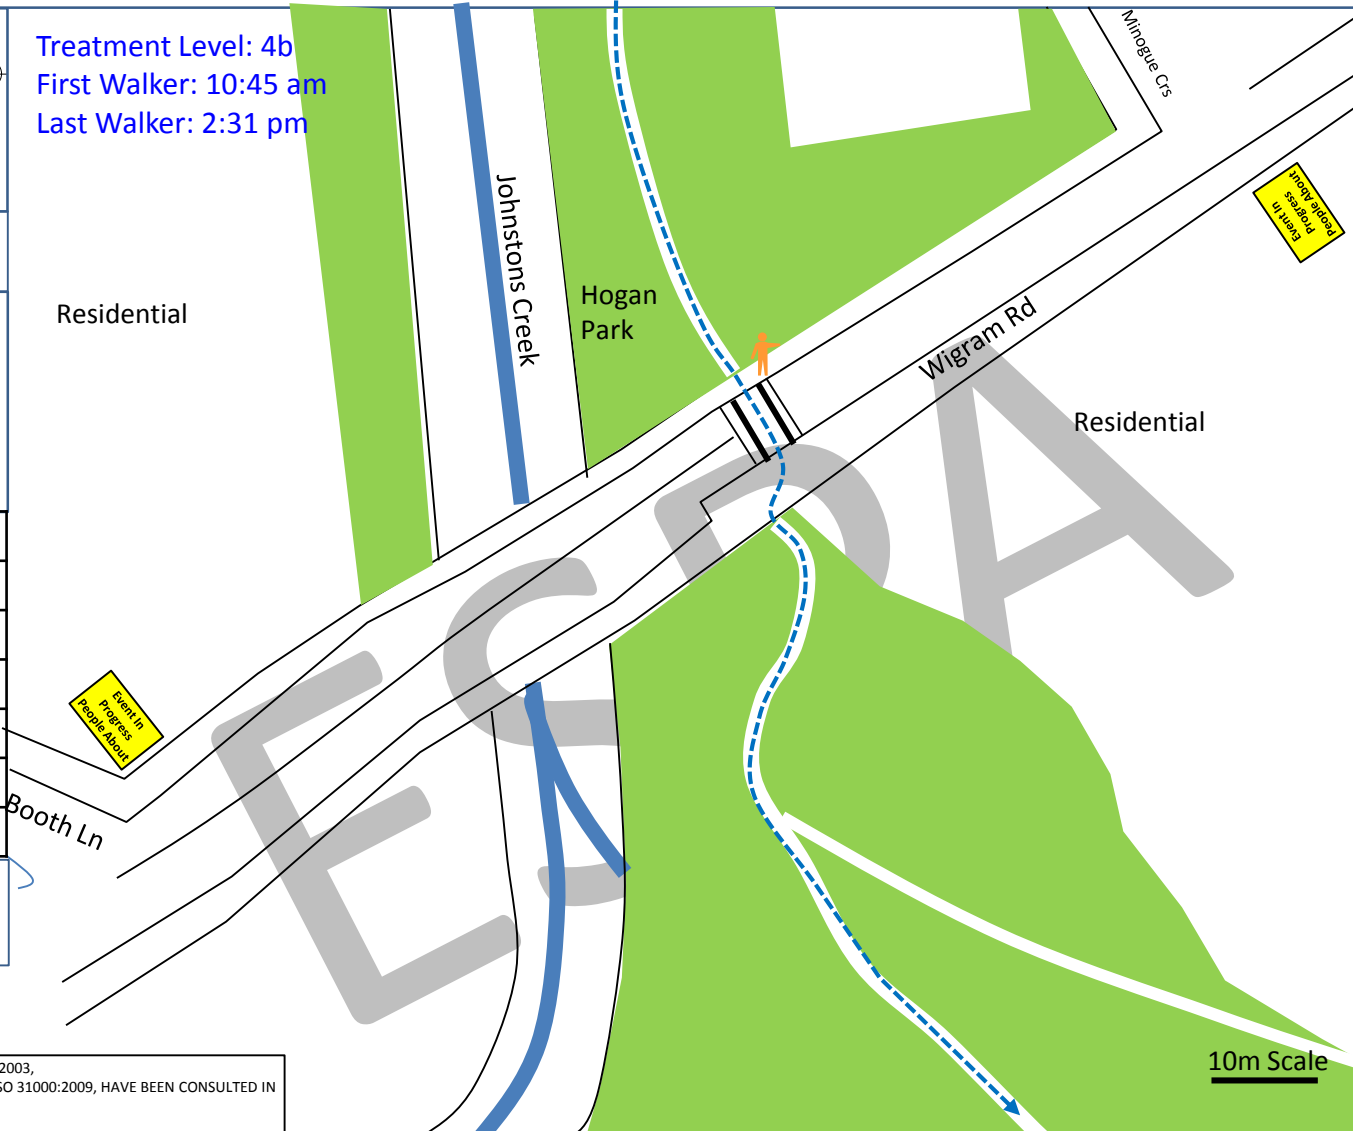 Treatment Level: 4b
First Walker: 10:45 am
Last Walker: 2:31 pm
Minogue Crs
Event In
Progress
People About
Johnstons Creek
Residential
Hogan
Park
Wigram Rd
Residential
Event In
Progress
People About
Booth Ln
10m Scale
2003,
SO 31000:2009, HAVE BEEN CONSULTED IN